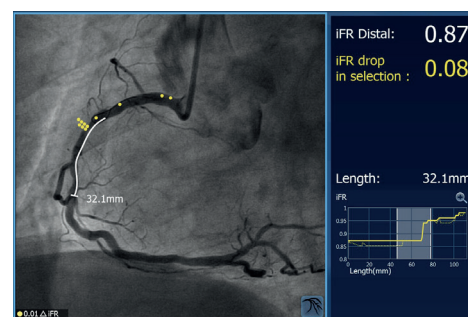 iFR Distal: 0.87
iFR drop
in selection : 0.08
32.1mm
Length: 32.1mm
iFR
1
0.95
0.9
0.85
0.8
0 20 40 60 80 100
Length(mm)
0.01 △ iFR